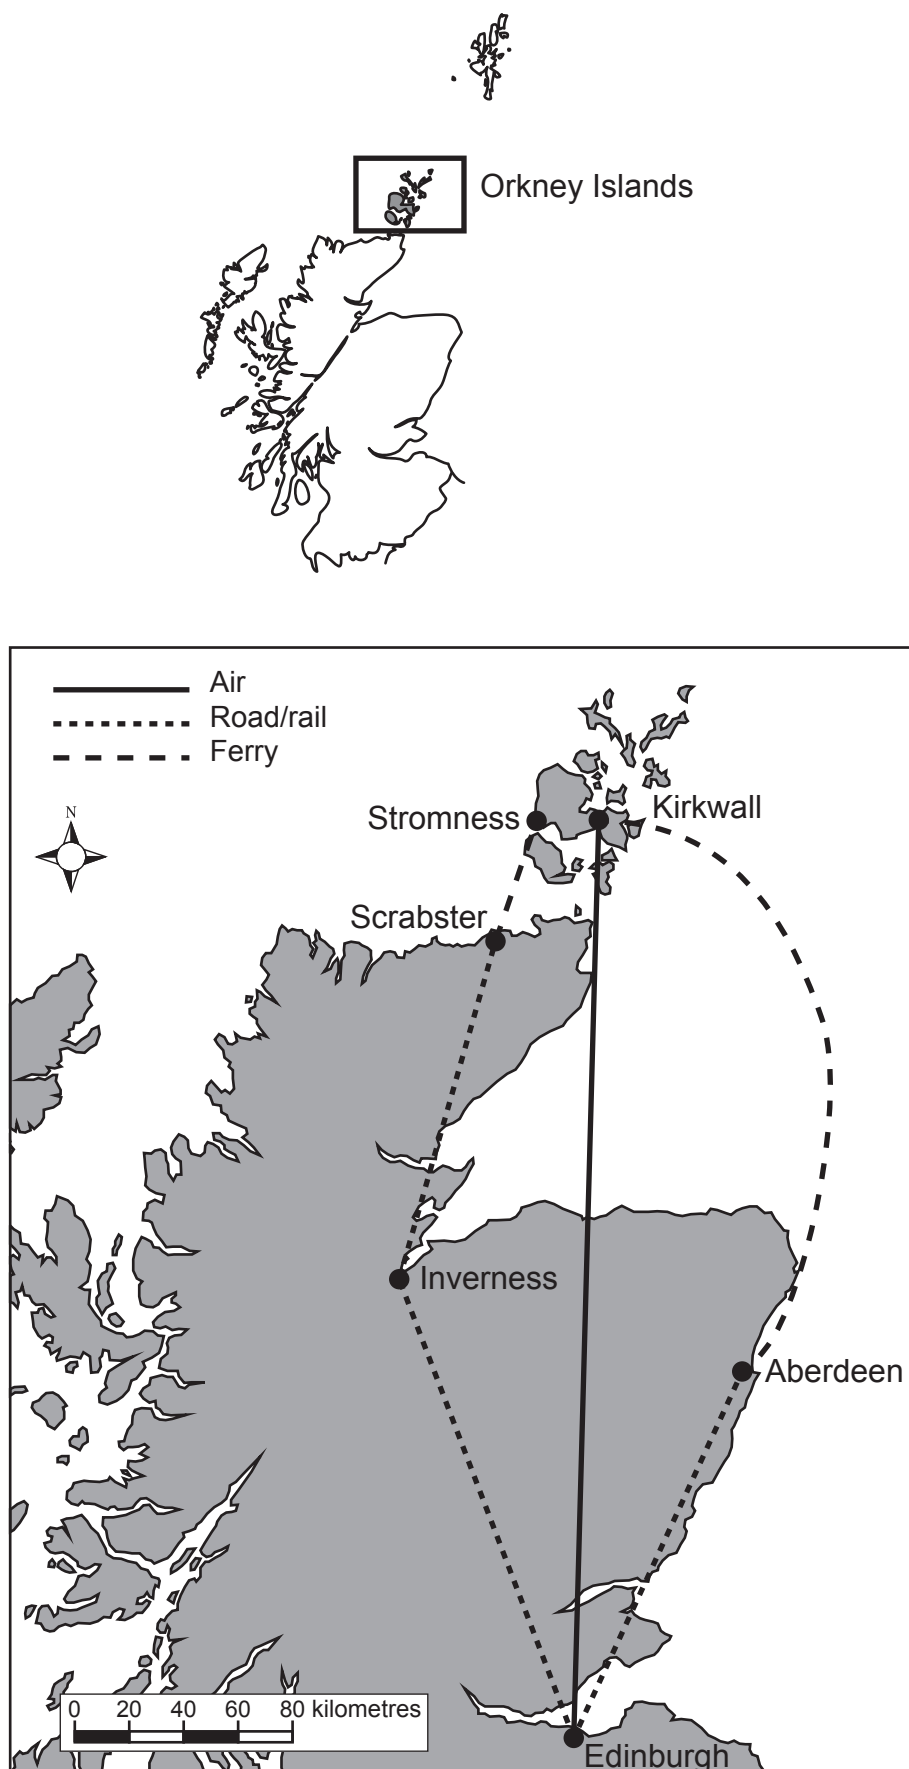 Orkney Islands
Air
Road/rail
Ferry
N
Stromness
Kirkwall
Scrabster
Inverness
Aberdeen
0 20 40 60 80 kilometres
Edinburgh